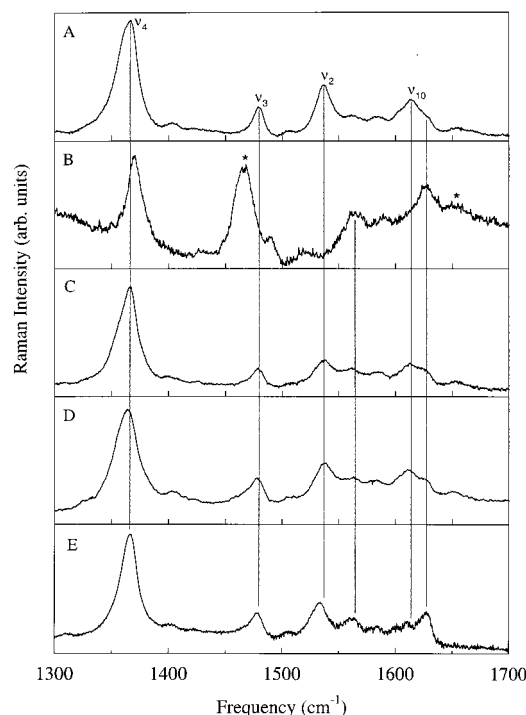 A
ν4
ν3
ν2
ν10
B
*
*
C
D
E
Raman Intensity (arb. units)
1300 1400 1500 1600 1700
Frequency (cm-1)